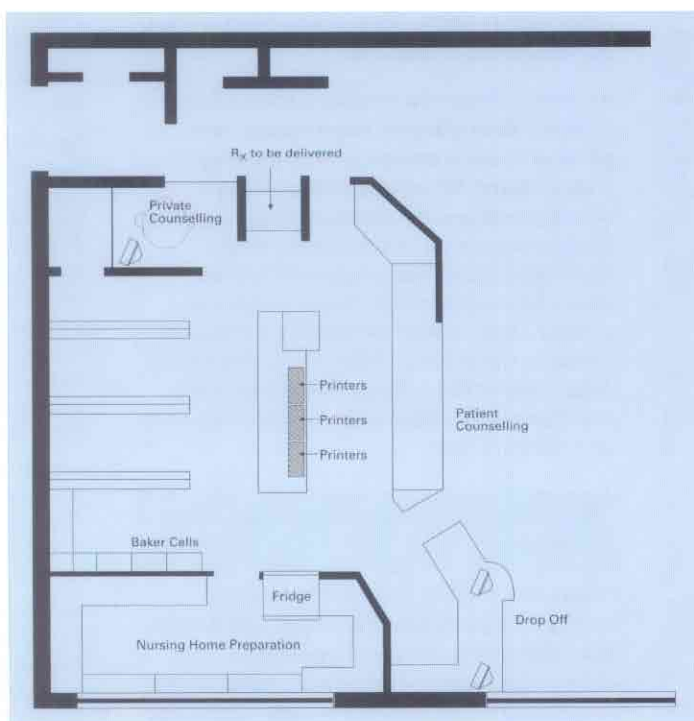 Rx to be delivered
Private
Counselling
Printers
Printers
Printers
Patient
Counselling
Baker Cells
Fridge
Drop Off
Nursing Home Preparation